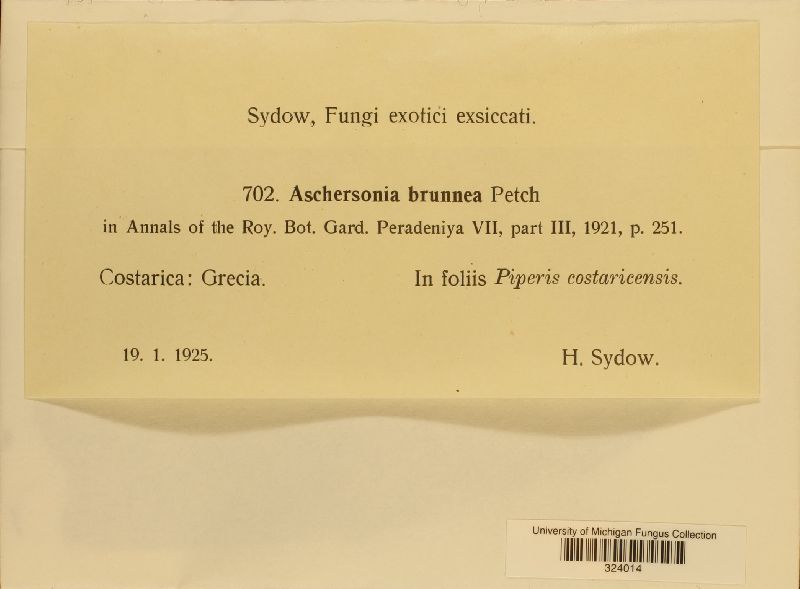 Sydow, Fungi exotici exsiccati.
702. Aschersonia brunnea Petch
in Annals of the Roy. Bot. Gard. Peradeniya VII, part III, 1921, p. 251.
Costarica: Grecia. In foliis Piperis costaricensis.
19. 1. 1925. H. Sydow.
University of Michigan Fungus Collection
324014